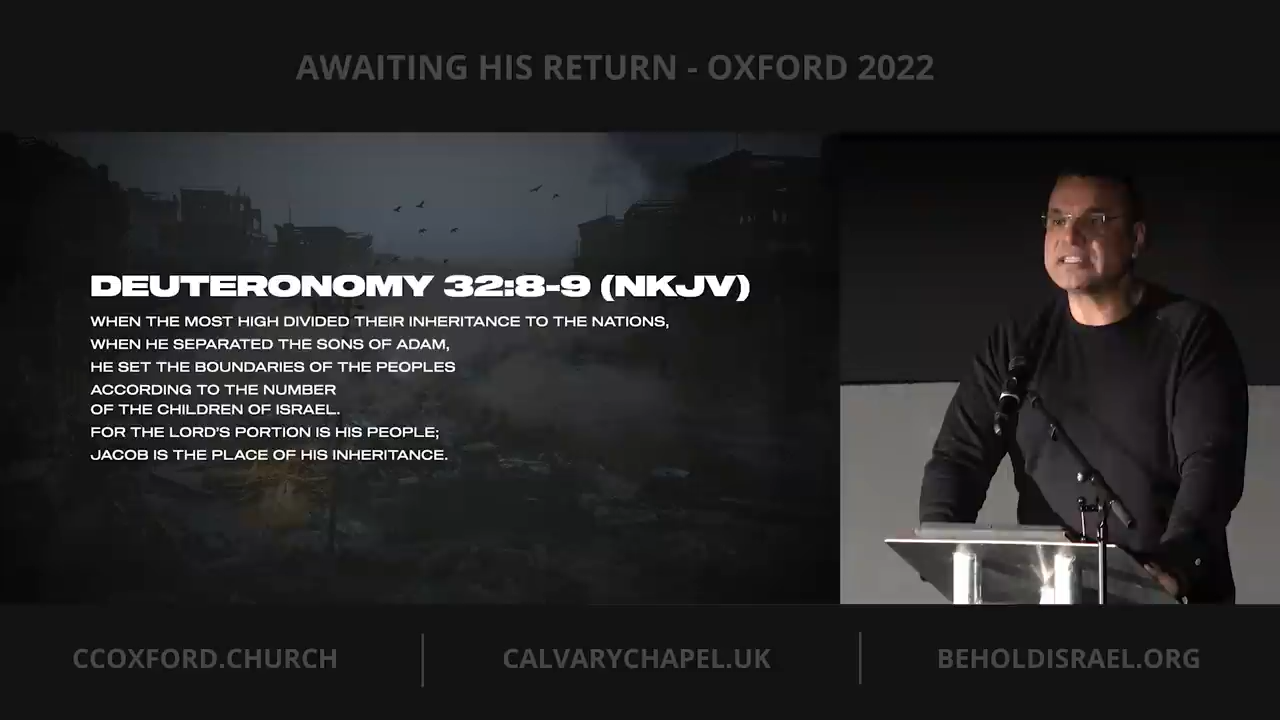 AWAITING HIS RETURN - OXFORD 2022
DEUTERONOMY 32:8-9 (NKJV)
WHEN THE MOST HIGH DIVIDED THEIR INHERITANCE TO THE NATIONS,
WHEN HE SEPARATED THE SONS OF ADAM,
HE SET THE BOUNDARIES OF THE PEOPLES
ACCORDING TO THE NUMBER
OF THE CHILDREN OF ISRAEL.
FOR THE LORD'S PORTION IS HIS PEOPLE;
JACOB IS THE PLACE OF HIS INHERITANCE.
CCOXFORD.CHURCH
CALVARYCHAPEL.UK
BEHOLDISRAEL.ORG